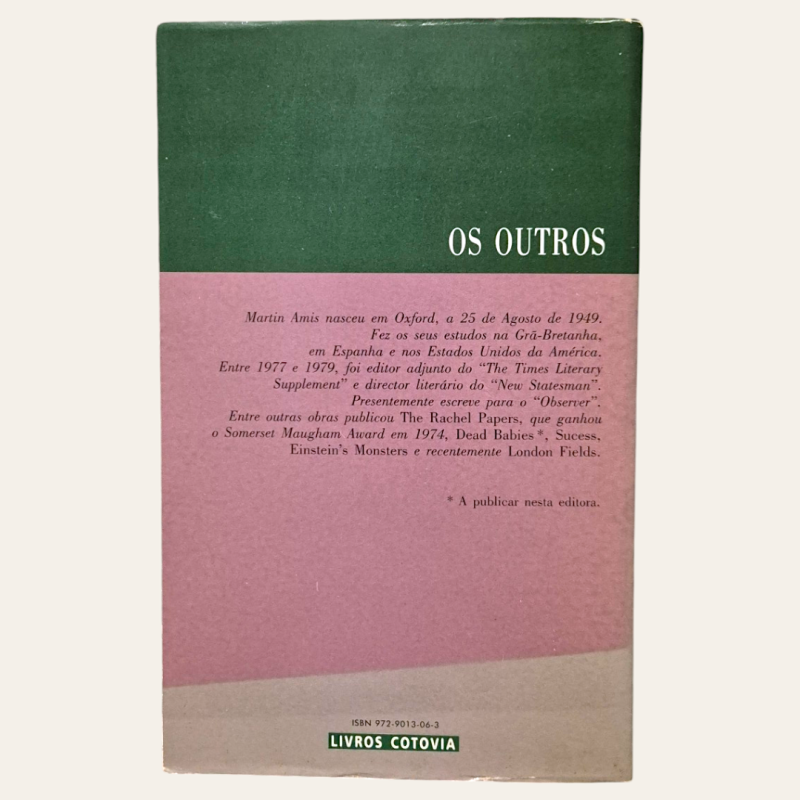 OS OUTROS
Martin Amis nasceu em Oxford, a 25 de Agosto de 1949.
Fez os seus estudos na Grã-Bretanha,
em Espanha e nos Estados Unidos da América.
Entre 1977 e 1979, foi editor adjunto do "The Times Literary
Supplement" e director literário do "New Statesman".
Presentemente escreve para o "Observer".
Entre outras obras publicou The Rachel Papers, que ganhou
o Somerset Maugham Award em 1974, Dead Babies*, Sucess,
Einstein's Monsters e recentemente London Fields.
* A publicar nesta editora.
ISBN 972-9013-06-3
LIVROS COTOVIA